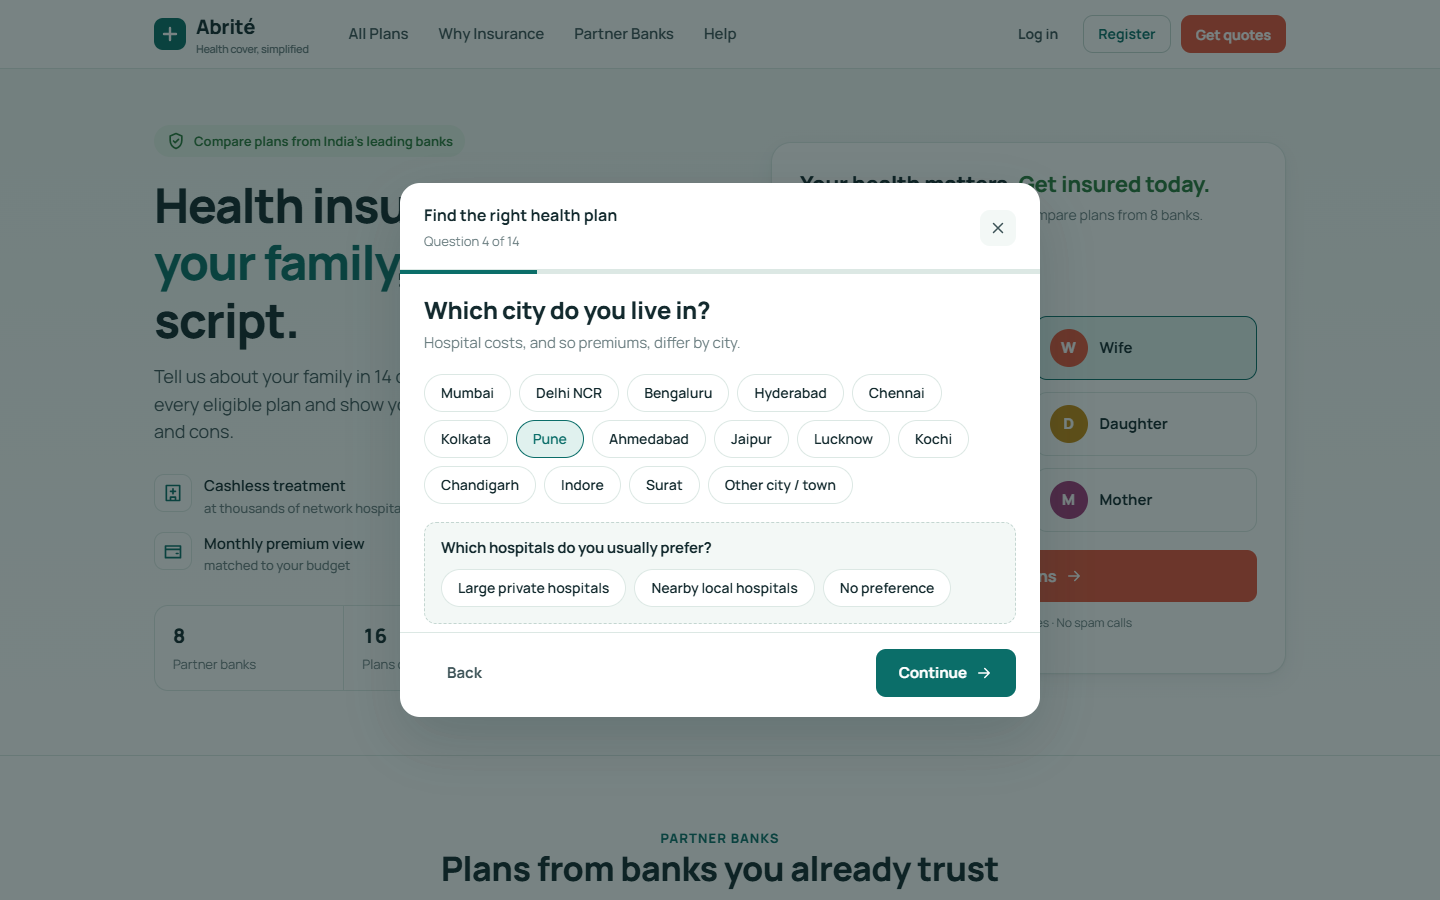 Abrité
Health cover, simplified
All Plans
Why Insurance
Partner Banks
Help
Log in
Register
Get quotes
Compare plans from India's leading banks
Health insu
your family,
script.
Tell us about your family in 14
every eligible plan and show
and cons.
Cashless treatment
at thousands of network
Monthly premium view
matched to your budget
8
Partner banks
16
Plans
Get insured today.
plans from 8 banks.
W
Wife
D
Daughter
M
Mother
No spam calls
Find the right health plan
Question 4 of 14
Which city do you live in?
Hospital costs, and so premiums, differ by city.
Mumbai
Delhi NCR
Bengaluru
Hyderabad
Chennai
Kolkata
Pune
Ahmedabad
Jaipur
Lucknow
Kochi
Chandigarh
Indore
Surat
Other city / town
Which hospitals do you usually prefer?
Large private hospitals
Nearby local hospitals
No preference
Back
Continue
PARTNER BANKS
Plans from banks you already trust